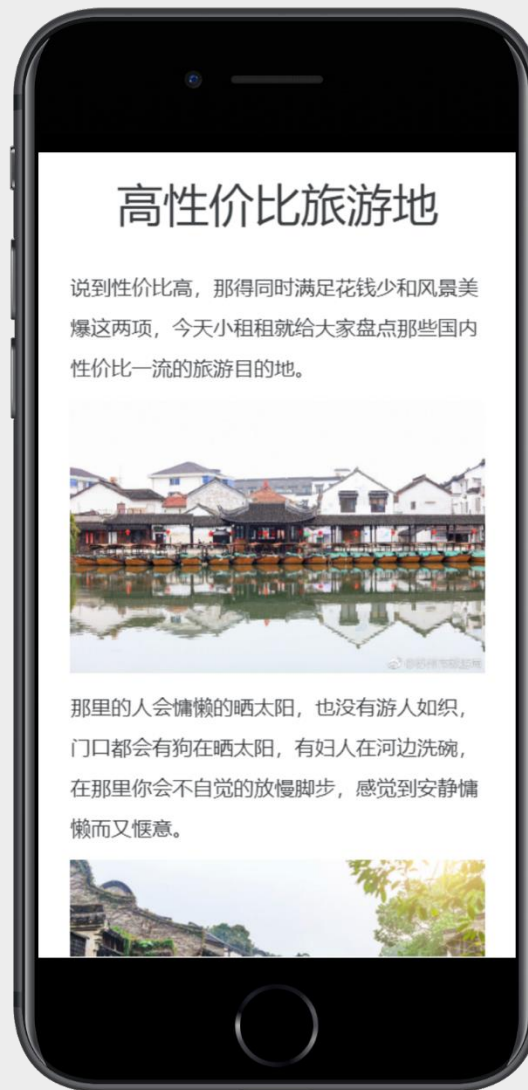 高性价比旅游地
说到性价比高，那得同时满足花钱少和风景美
爆这两项，今天小租租就给大家盘点那些国内
性价比一流的旅游目的地。
那里的人会慵懒的晒太阳，也没有游人如织，
门口都会有狗在晒太阳，有妇人在河边洗碗，
在那里你会不自觉的放慢脚步，感觉到安静慵
懒而又惬意。